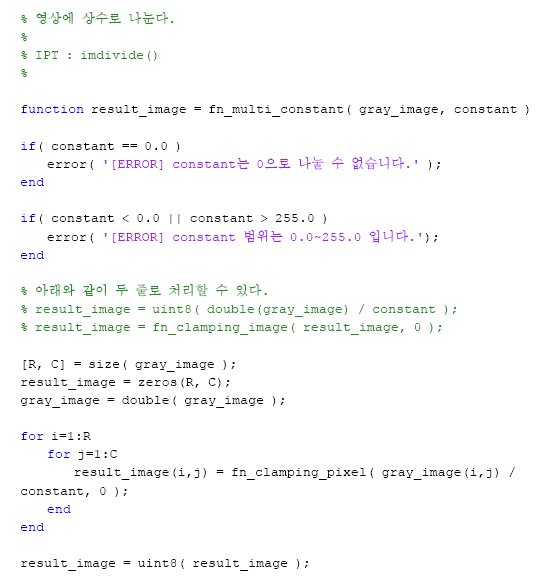 % 영상에 상수로 나눈다.
%
% IPT : imdivide()
%
function result_image = fn_multi_constant( gray_image, constant )
if( constant == 0.0 )
error( '[ERROR] constant는 0으로 나눌 수 없습니다.' );
end
if( constant < 0.0 || constant > 255.0 )
error( '[ERROR] constant 범위는 0.0~255.0 입니다.');
end
% 아래와 같이 두 줄로 처리할 수 있다.
% result_image = uint8( double(gray_image) / constant );
% result_image = fn_clamping_image( result_image, 0 );
[R, C] = size( gray_image );
result_image = zeros(R, C);
gray_image = double( gray_image );
for i=1:R
for j=1:C
result_image(i,j) = fn_clamping_pixel( gray_image(i,j) /
constant, 0 );
end
end
result_image = uint8( result_image );